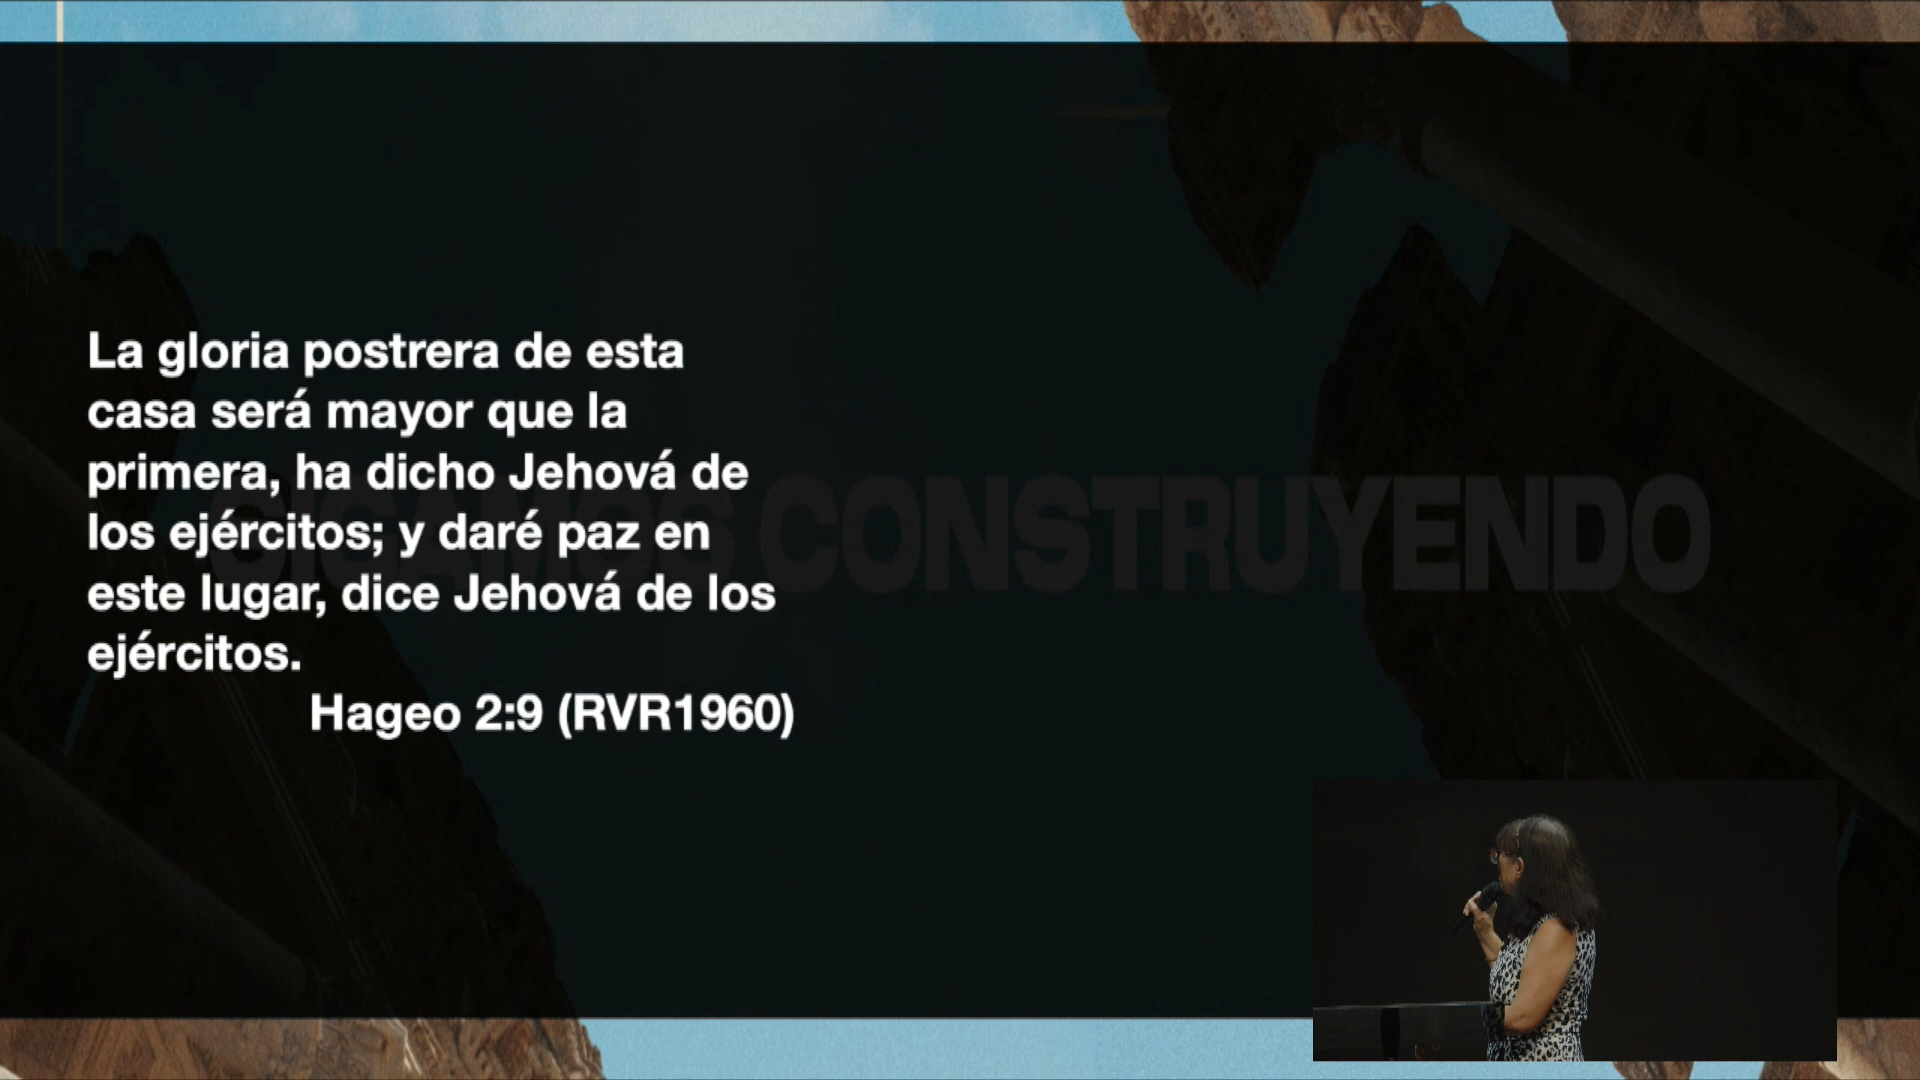 La gloria postrera de esta
casa será mayor que la
primera, ha dicho Jehová de
los ejércitos; y daré paz en
este lugar, dice Jehová de los
ejércitos.
Hageo 2:9 (RVR1960)
SIGAMOS CONSTRUYENDO